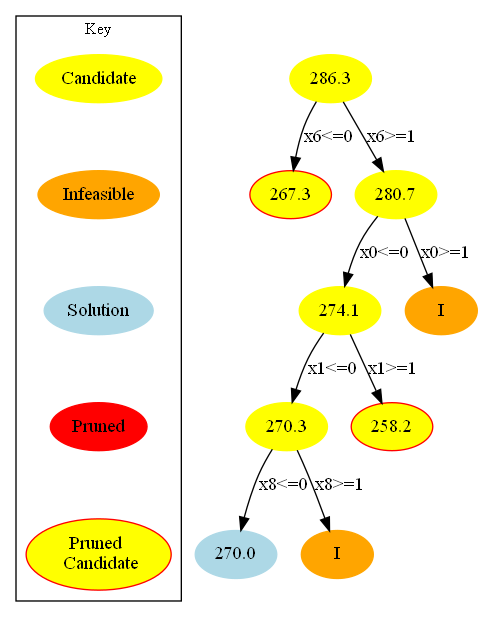 Key
Candidate
Infeasible
Solution
Pruned
Pruned
Candidate
286.3
x6<=0
x6>=1
267.3
280.7
x0<=0
x0>=1
274.1
I
x1<=0
x1>=1
270.3
258.2
x8<=0
x8>=1
270.0
I